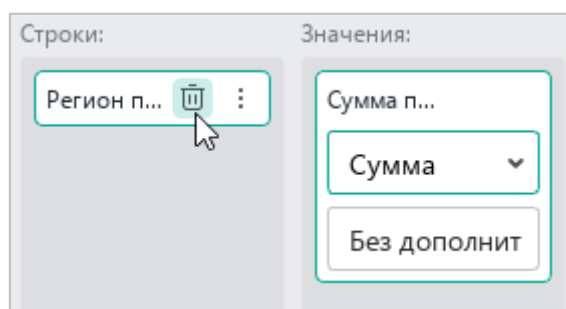 Строки:
Значения:
Регион п...
Сумма п...
Сумма
Без дополнит